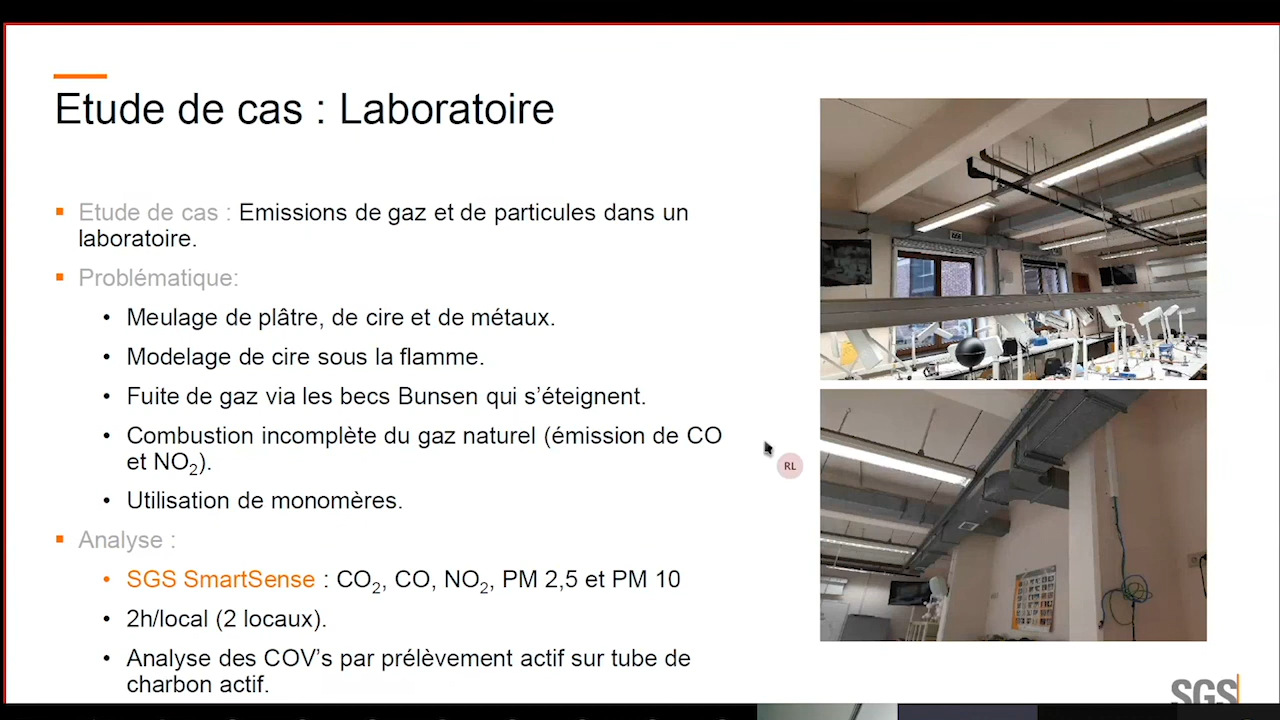 Etude de cas : Laboratoire
Etude de cas : Emissions de gaz et de particules dans un
laboratoire.
Problématique:
Meulage de plâtre, de cire et de métaux.
Modelage de cire sous la flamme.
Fuite de gaz via les becs Bunsen qui s’éteignent.
Combustion incomplète du gaz naturel (émission de CO
et NO₂).
Utilisation de monomères.
Analyse :
SGS SmartSense : CO₂, CO, NO₂, PM 2,5 et PM 10
2h/local (2 locaux).
Analyse des COV’s par prélèvement actif sur tube de
charbon actif.
RL
SGS